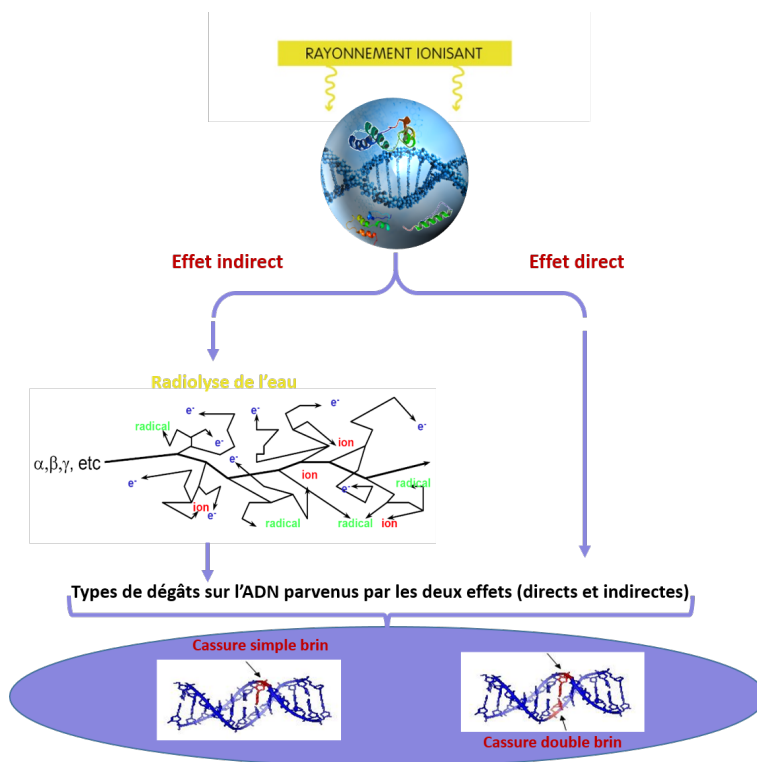 RAYONNEMENT IONISANT
Effet indirect
Effet direct
Radiolyse de l'eau
e-
e-
radical
e-
e-
ion
α,β,γ, etc
e-
ion
e-
e-
radical
ion
e-
radical
radical
ion
Types de dégâts sur l'ADN parvenus par les deux effets (directs et indirectes)
Cassure simple brin
Cassure double brin